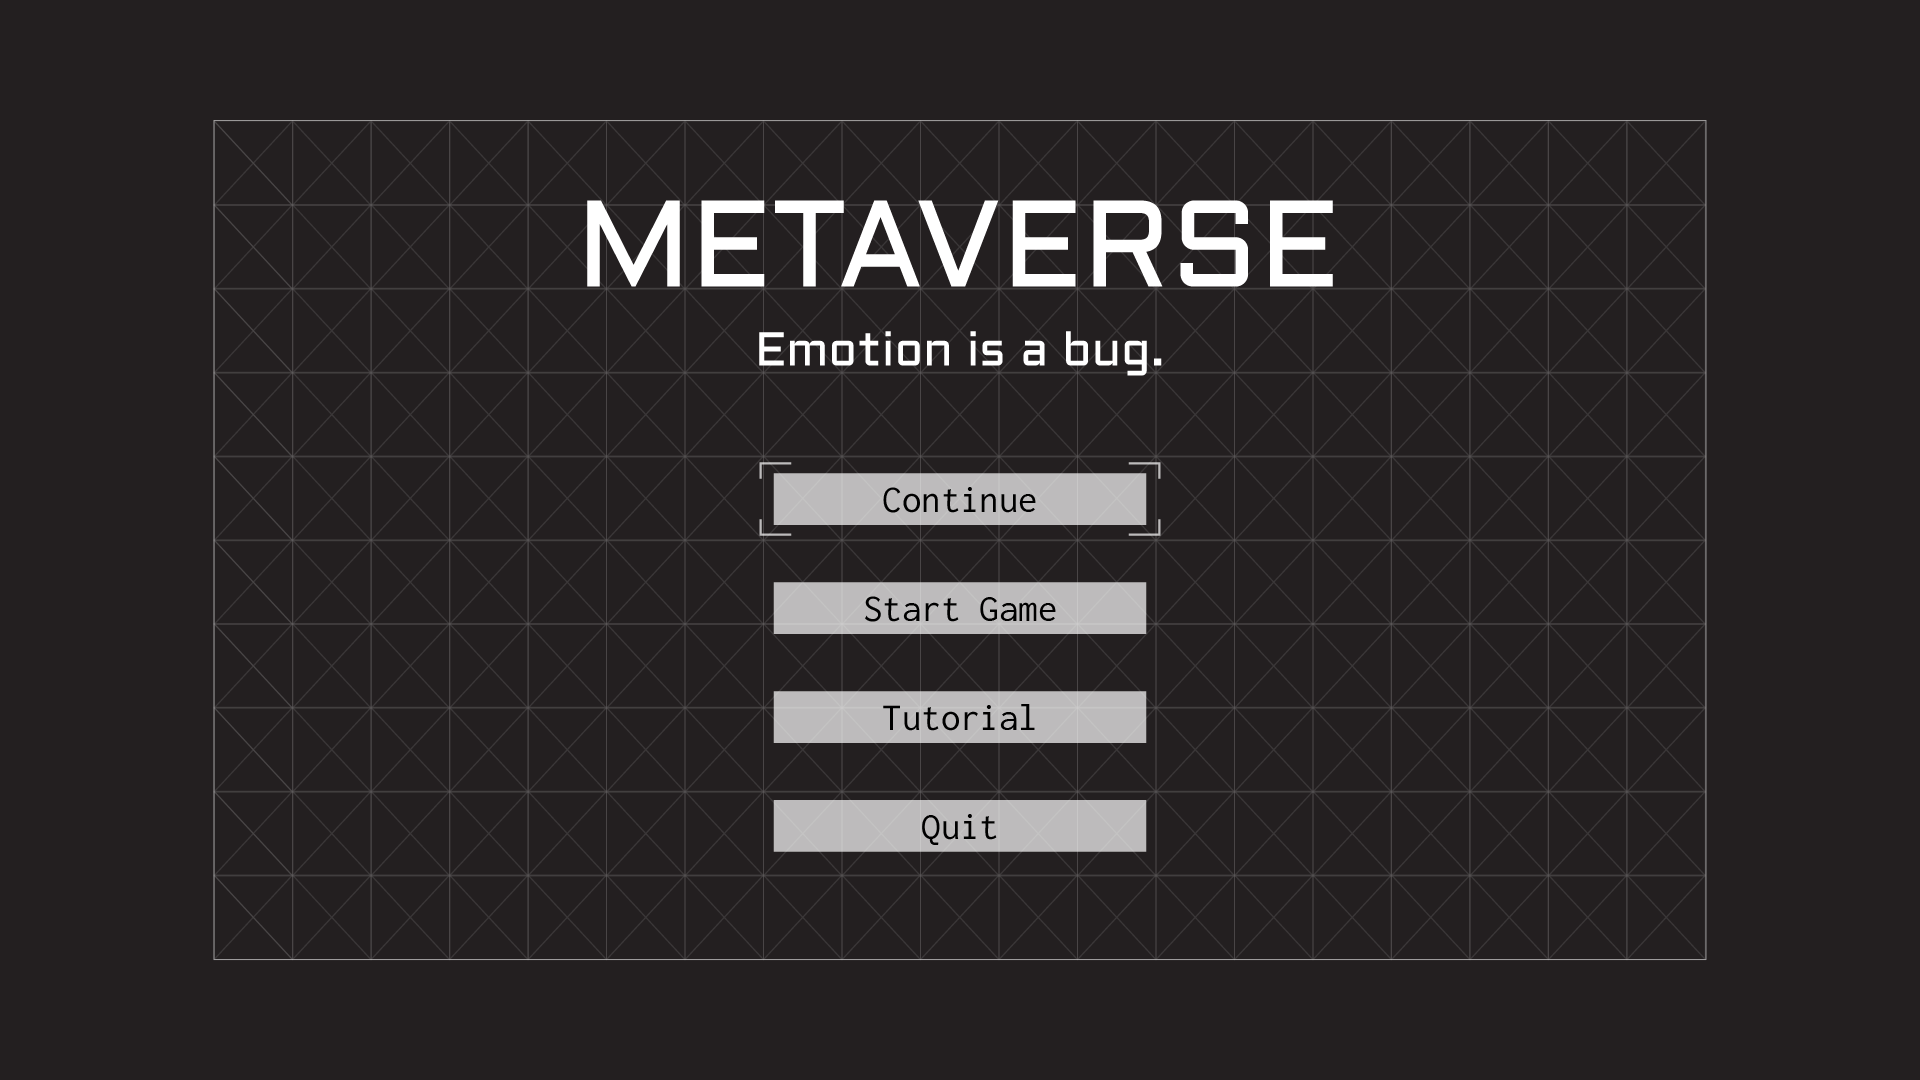 METAVERSE
Emotion is a bug.
Continue
Start Game
Tutorial
Quit